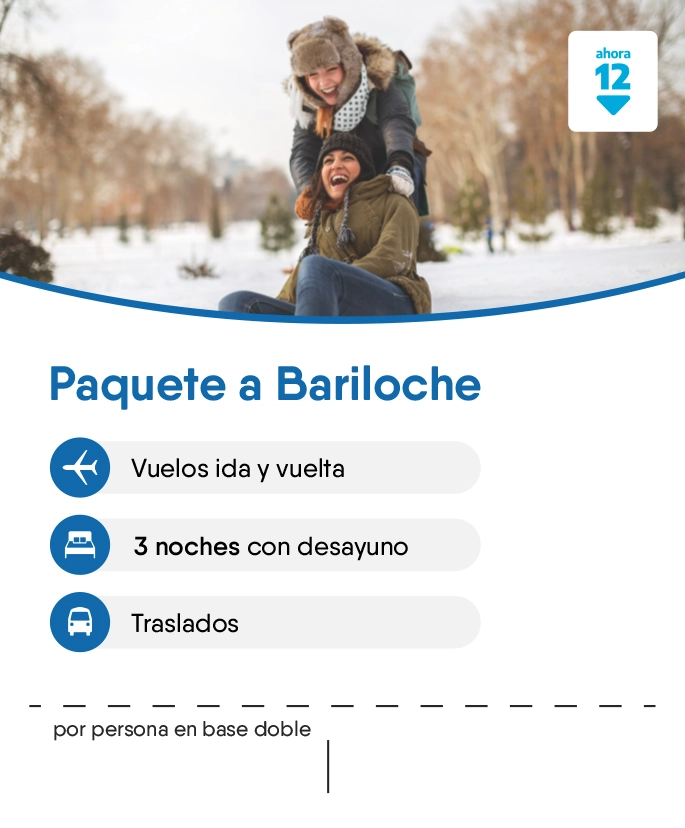 ahora
12
Paquete a Bariloche
Vuelos ida y vuelta
3 noches con desayuno
Traslados
por persona en base doble